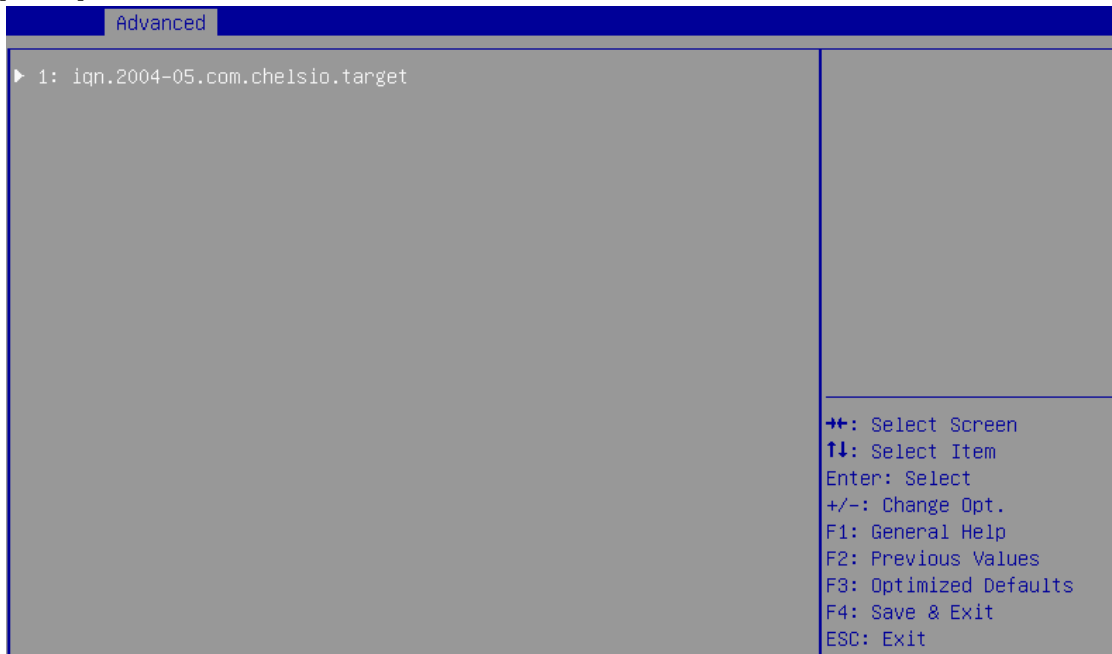 Advanced
▶ 1: iqn.2004-05.com.chelsio.target
→←: Select Screen
↑↓: Select Item
Enter: Select
+/-: Change Opt.
F1: General Help
F2: Previous Values
F3: Optimized Defaults
F4: Save & Exit
ESC: Exit